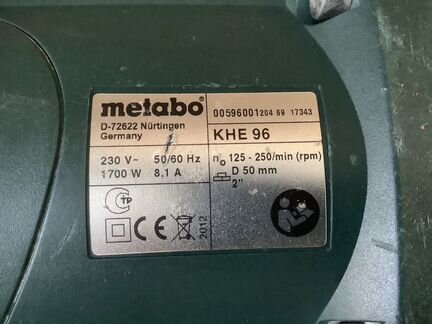 metabo
D-72622 Nürtingen
Germany
00596001204 69 17343
KHE 96
230 V~ 50/60 Hz
1700 W 8,1 A
n₀ 125 - 250/min (rpm)
D 50 mm
2"
CTP
CE
2012